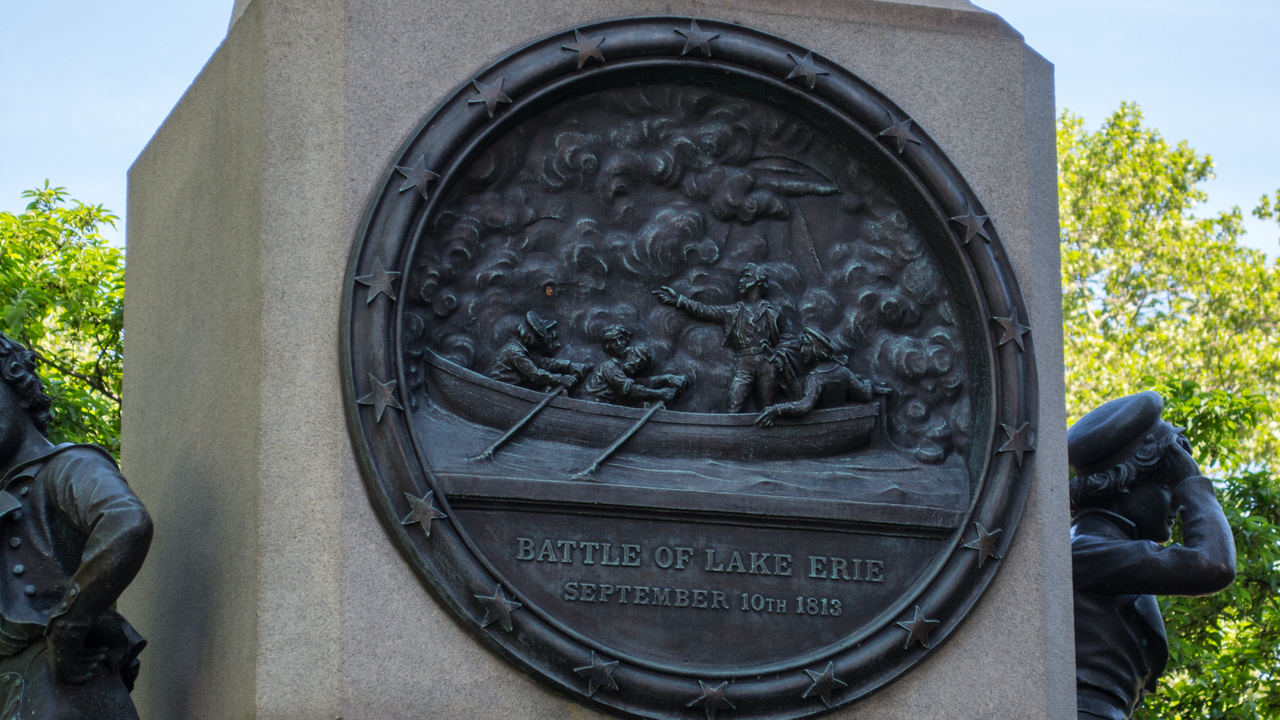 BATTLE OF LAKE ERIE
SEPTEMBER 10TH 1813